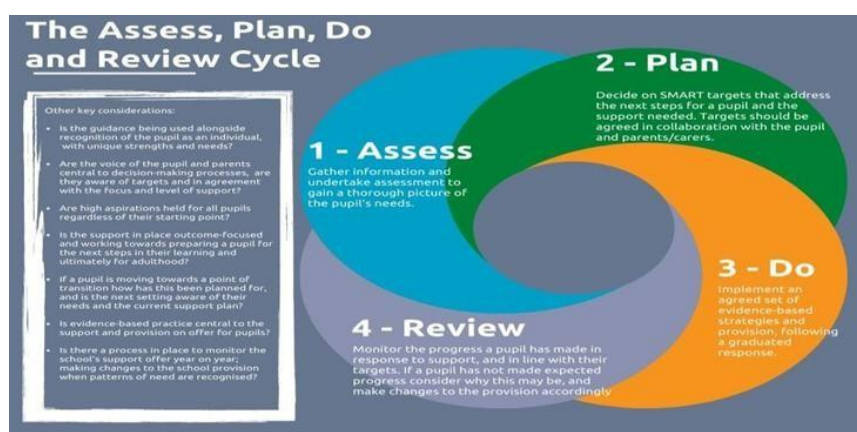 The Assess, Plan, Do
and Review Cycle
Other key considerations:
• Is the guidance being used alongside
recognition of the pupil as an individual,
with unique strengths and needs?
• Are the voice of the pupil and parents
central to decision-making processes, are
they aware of targets and in agreement
with the focus and level of support?
• Are high aspirations held for all pupils
regardless of their starting point?
• Is the support in place outcome-focused
and working towards preparing a pupil for
the next steps in their learning and
ultimately for adulthood?
• If a pupil is moving towards a point of
transition how has this been planned for,
and is the next setting aware of their
needs and the current support plan?
• Is evidence-based practice central to the
support and provision on offer for pupils?
• Is there a process in place to monitor the
school's support offer year on year;
making changes to the school provision
when patterns of need are recognised?
1 - Assess
Gather information and
undertake assessment to
gain a thorough picture of
the pupil's needs.
2 - Plan
Decide on SMART targets that address
the next steps for a pupil and the
support needed. Targets should be
agreed in collaboration with the pupil
and parents/carers.
3 - Do
Implement an
agreed set of
evidence-based
strategies and
provision, following
a graduated
response.
4 - Review
Monitor the progress a pupil has made in
response to support, and in line with their
targets. If a pupil has not made expected
progress consider why this may be, and
make changes to the provision accordingly